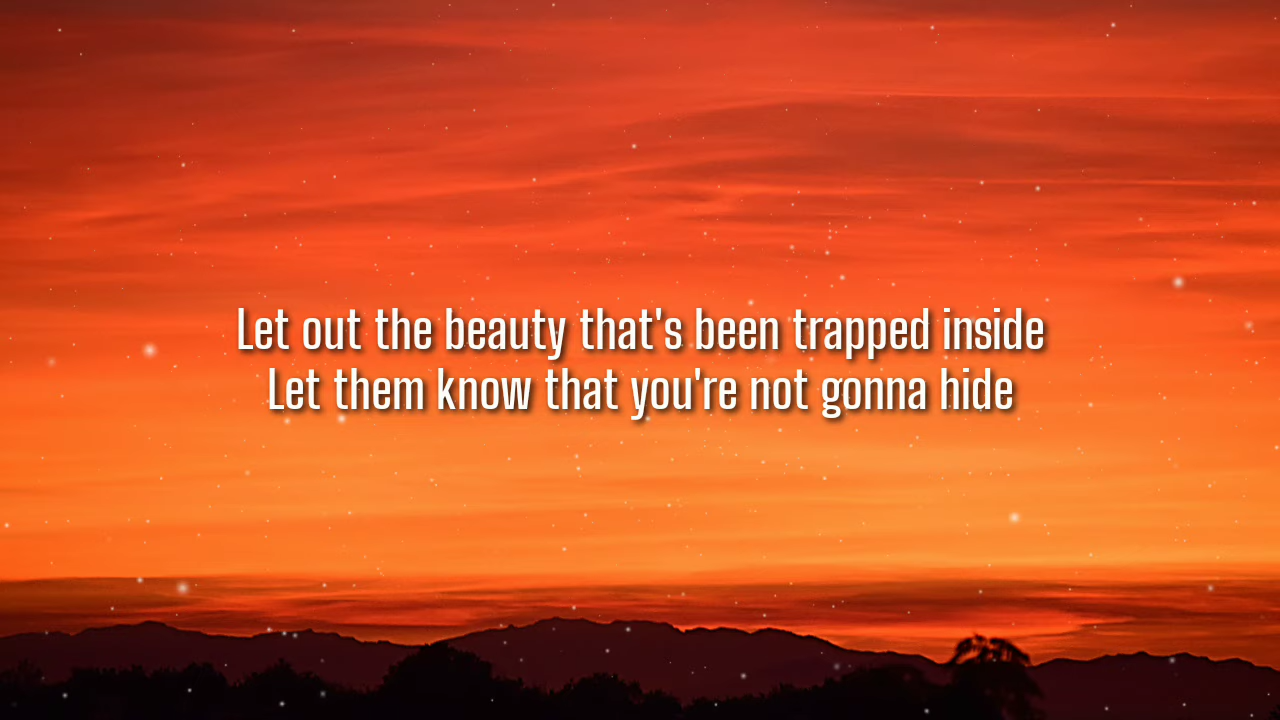 Let out the beauty that's been trapped inside
Let them know that you're not gonna hide